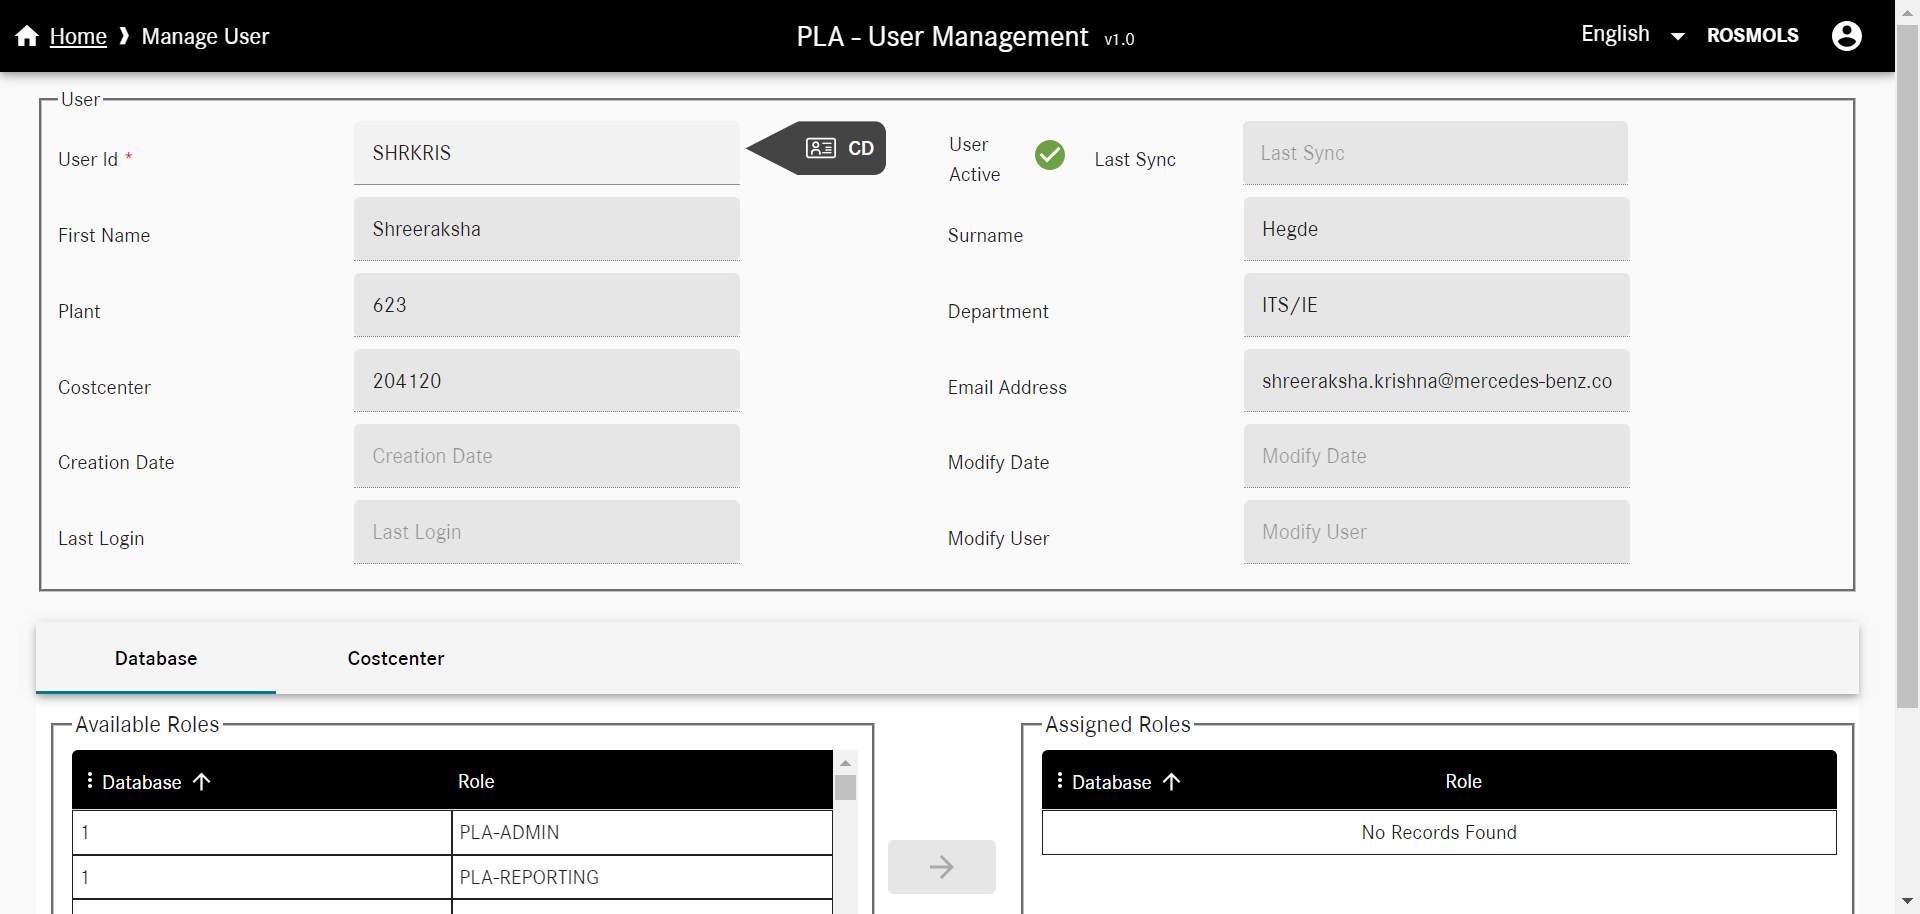 Home ❱ Manage User
PLA - User Management v1.0
English ROSMOLS
User
User Id * SHRKRIS CD
User Active Last Sync Last Sync
First Name Shreeraksha Surname Hegde
Plant 623 Department ITS/IE
Costcenter 204120 Email Address shreeraksha.krishna@mercedes-benz.co
Creation Date Creation Date Modify Date Modify Date
Last Login Last Login Modify User Modify User
Database Costcenter
Available Roles
Database Role
1 PLA-ADMIN
1 PLA-REPORTING
Assigned Roles
Database Role
No Records Found